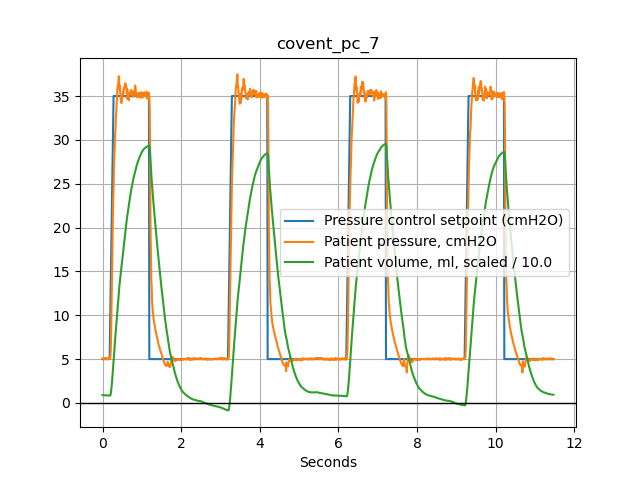 covent_pc_7
35
30
25
20
15
10
5
0
Pressure control setpoint (cmH2O)
Patient pressure, cmH2O
Patient volume, ml, scaled / 10.0
0 2 4 6 8 10 12
Seconds